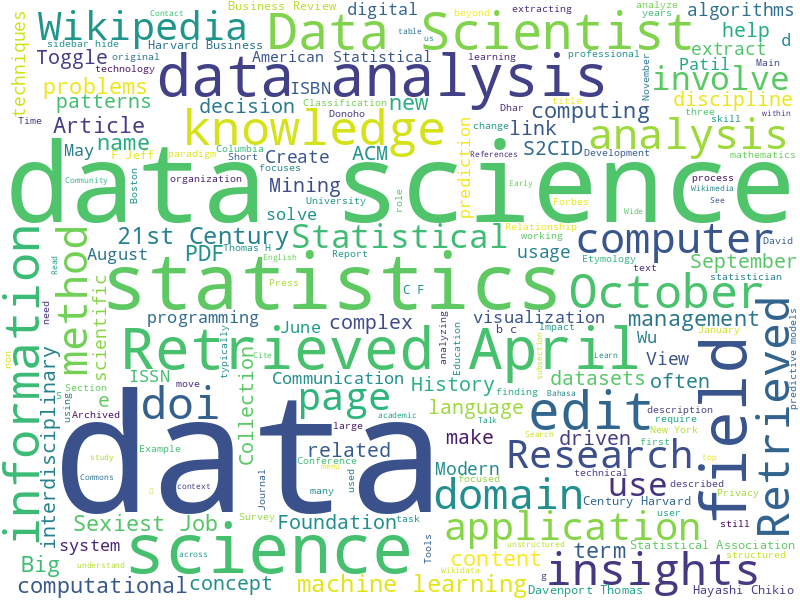 Business Review
Contact
beyond
extracting
analyze
years
algorithms
digital
Wikipedia
Data Scientist
help
d
sidebar hide
Harvard Business
original
table
us
techniques
Toggle
technology
American Statistical
learning
professional
November
Main
extract
Patil
data analysis
involve
problems
ISBN
patterns
decision
Classification
new
title
Dhar
computing
discipline
Time
Article
Donoho
three
skill
within
name
knowledge
prediction
change
link
analysis
May
F Jeff
paradigm
Columbia
Short
Create
ACM
References
S2CID
Development
mathematics
data science
Community
Boston
organization
focuses
Mining
University
role
Early
process
Wikimedia
See
solve
Wide
Forbes
Relationship
21st Century
Statistical
usage
working
computer
David
information
method
August
PDF
Thomas H
English
Report
Etymology
text
September
statistician
Read
scientific
statistics
Press
C F
October
need
programming
June
complex
visualization
b c
Impact
management
January
Retrieved
predictive models
non
interdisciplinary
Retrieved April
analyzing
Education
subsection
Learn
Wu
View
field
ISSN
typically
Cite
Collection
Communication
History
finding
Bahasa
datasets
often
S
Section
e
using
Archived
move
doi
page
language
edit
description
require
New York
first
Example
related
academic
Talk
make
driven
large
Conference
Search
Modern
Research
technical
top
study
data
menu
used
many
Journal
context
focused
domain
use
described
Privacy
user
Century Harvard
still
Commons
Sexiest Job
Survey
Foundation
task
Tools
application
term
Statistical Association
system
science
across
unstructured
content
structured
Big
understand
Wikidata
insights
computational
concept
machine learning
g
Davenport Thomas
Hayashi Chikio